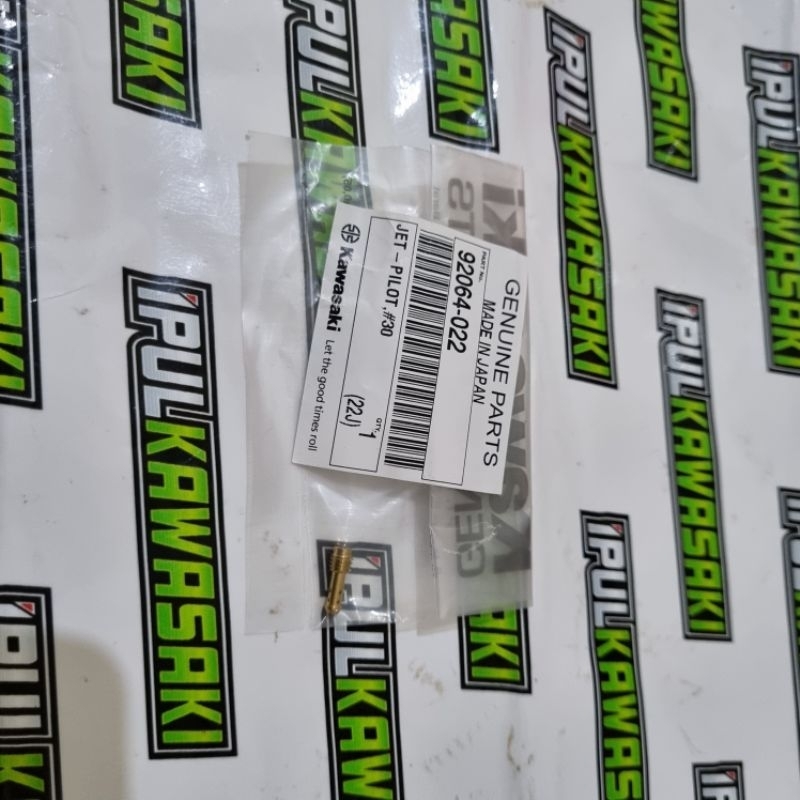 GENUINE PARTS
MADE IN JAPAN
PART No.
92064-022
JET-PILOT,#30
QTY. 1
(22J)
Kawasaki Let the good times roll
IPUL KAWASAKI
IPUL KAWASAKI
IPUL KAWASAKI
IPUL KAWASAKI
IPUL KAWASAKI
IPUL KAWASAKI